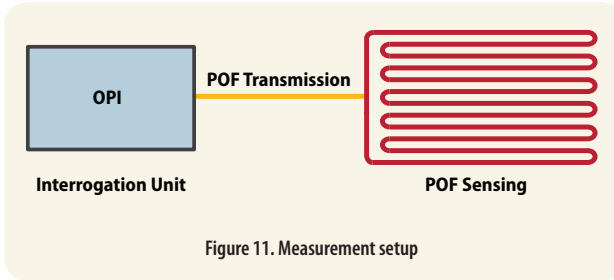 OPI
POF Transmission
Interrogation Unit
POF Sensing
Figure 11. Measurement setup